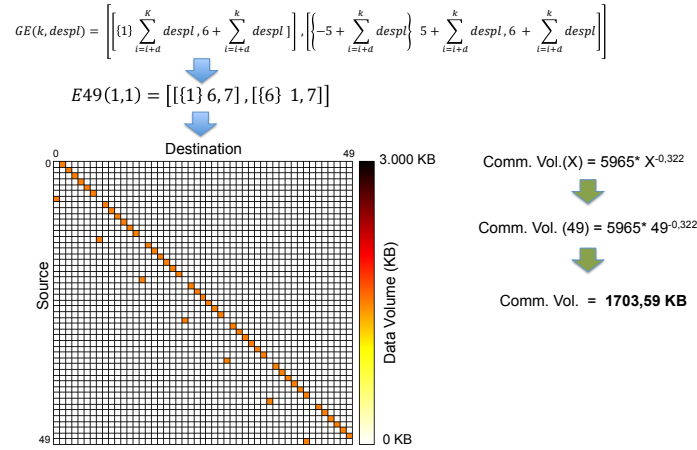 GE(k, despl) = [[{1} ∑_{i=i+d}^{K} despl , 6 + ∑_{i=i+d}^{k} despl ]] , [{−5 + ∑_{i=i+d}^{k} despl} 5 + ∑_{i=i+d}^{k} despl, 6 + ∑_{i=i+d}^{k} despl]]
E49(1,1) = [[{1} 6, 7] , [{6} 1, 7]]
Destination
0 49
0
Source
49
3.000 KB
Data Volume (KB)
0 KB
Comm. Vol.(X) = 5965* X^-0,322
Comm. Vol. (49) = 5965* 49^-0,322
Comm. Vol. = 1703,59 KB